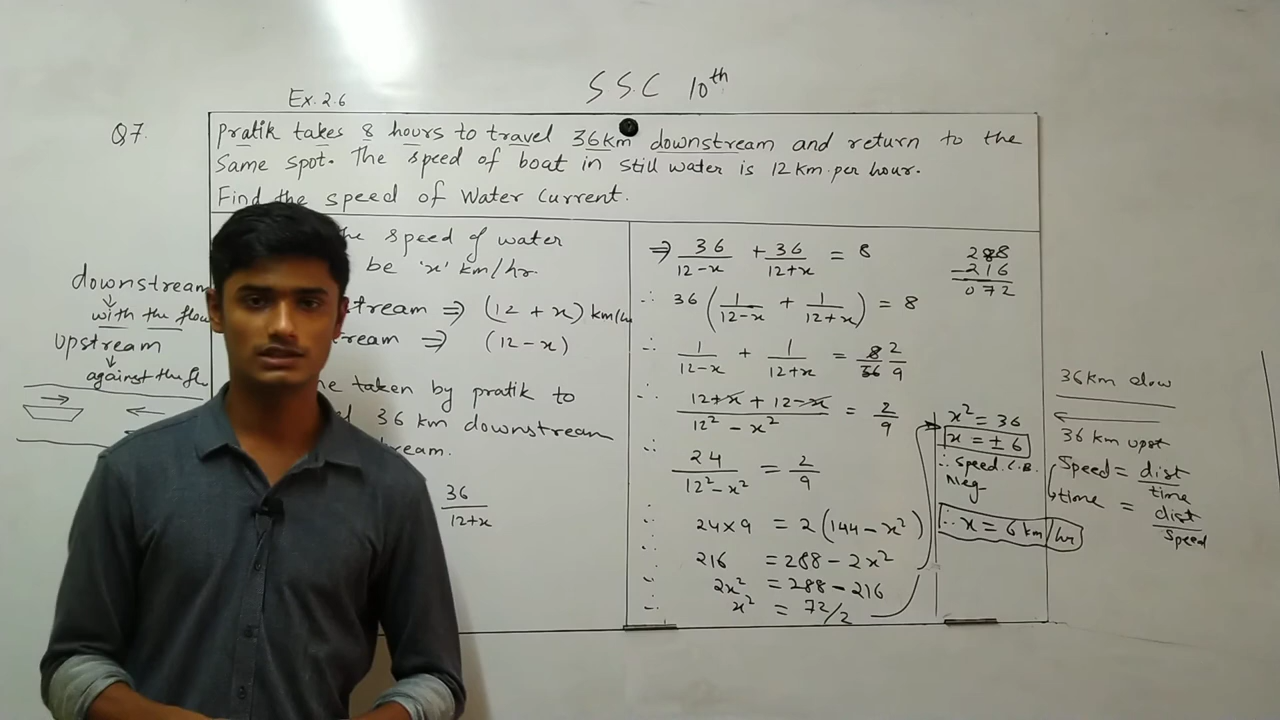 SSC 10th
Ex. 2.6
Q7.
Pratik takes 8 hours to travel 36km downstream and return to the
Same spot. The speed of boat in still water is 12 km per hour.
Find the speed of Water Current.
downstream
↓
with the flow
Upstream
↓
against the
the speed of water
be 'x' km/hr.
stream ⇒ (12 + x) km/h
ream ⇒ (12 - x)
taken by pratik to
36 km downstream
ream.
36/(12+x)
⇒ 36/(12-x) + 36/(12+x) = 8
∴ 36 (1/(12-x) + 1/(12+x)) = 8
∴ 1/(12-x) + 1/(12+x) = 8/36 2/9
∴ (12+x + 12-x)/(12² - x²) = 2/9
∴ 24/(12² - x²) = 2/9
∴ 24×9 = 2(144 - x²)
∴ 216 = 288 - 2x²
∴ 2x² = 288 - 216
∴ x² = 72/2
288
-216
072
x² = 36
x = ± 6
∴ Speed C.B.
Neg
∴ x = 6 km/hr
36km dow
36 km upst
Speed = dist/time
time = dist/speed